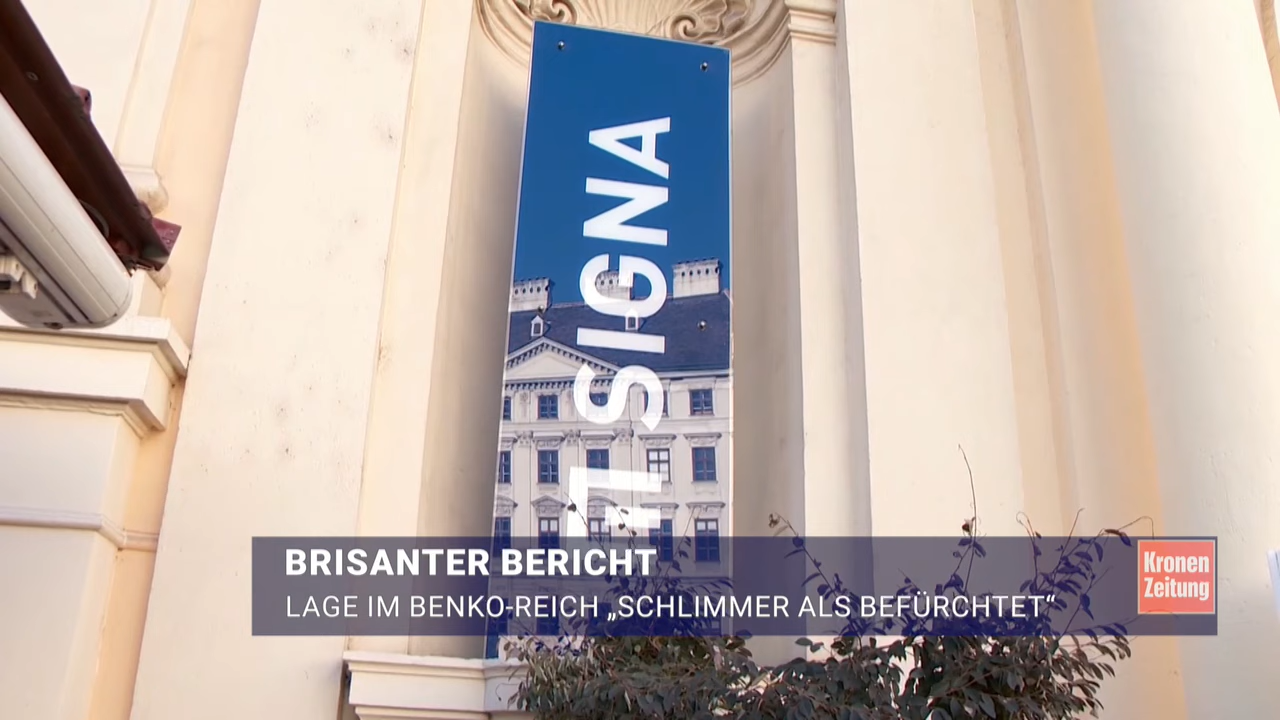 SIGNA
BRISANTER BERICHT
LAGE IM BENKO-REICH „SCHLIMMER ALS BEFÜRCHTET“
Kronen
Zeitung